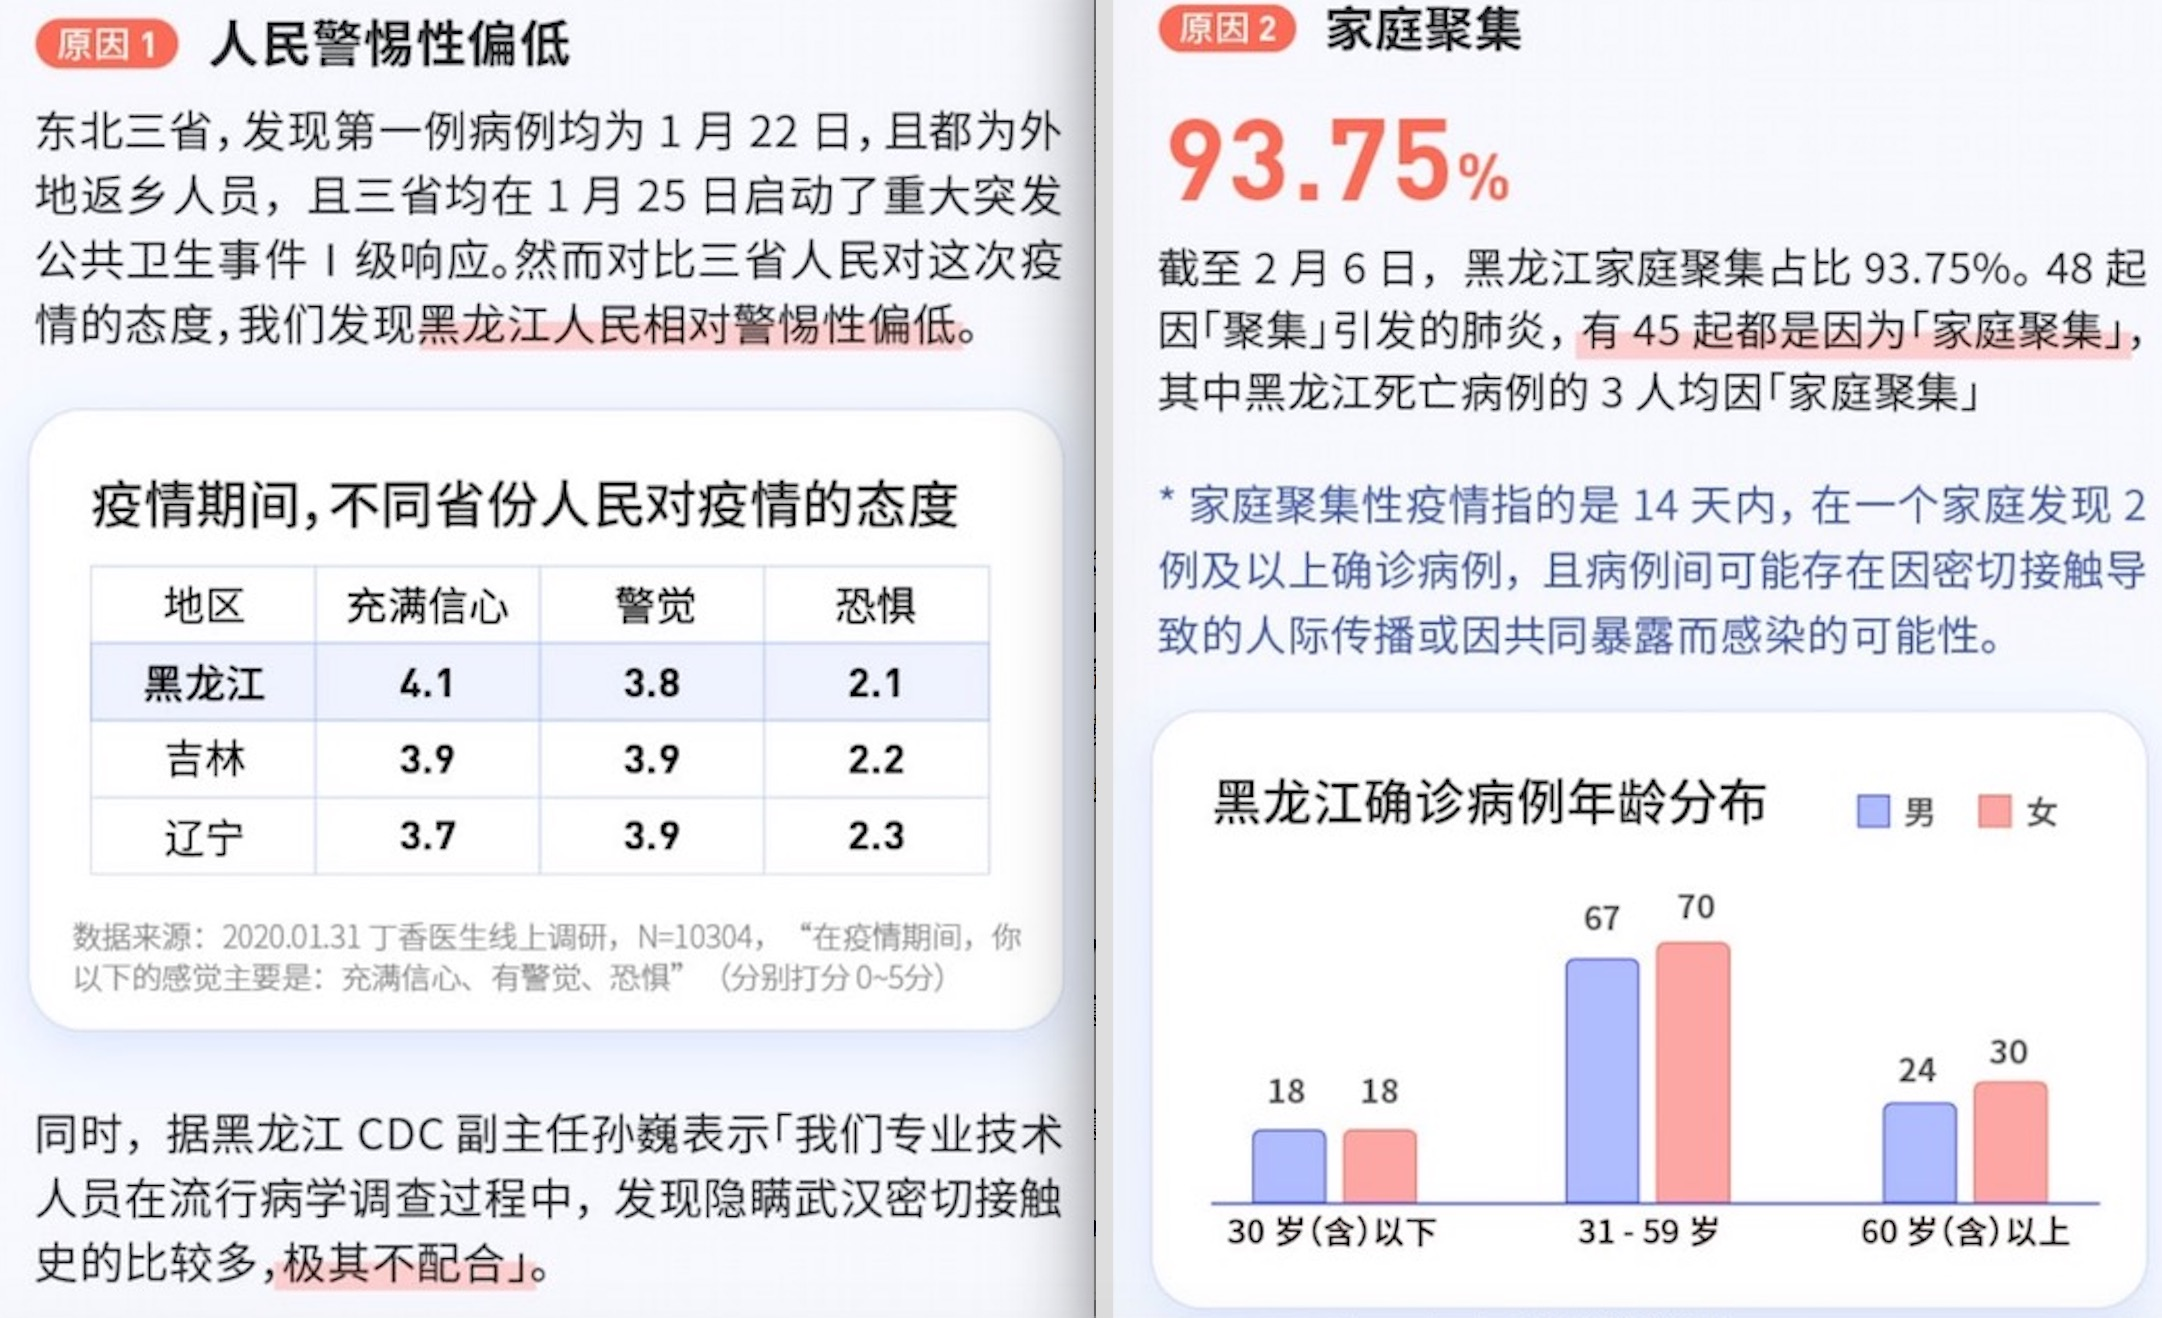 原因 1 人民警惕性偏低
东北三省，发现第一例病例均为 1 月 22 日，且都为外
地返乡人员，且三省均在 1 月 25 日启动了重大突发
公共卫生事件 I 级响应。然而对比三省人民对这次疫
情的态度，我们发现黑龙江人民相对警惕性偏低。
疫情期间，不同省份人民对疫情的态度
地区 充满信心 警觉 恐惧
黑龙江 4.1 3.8 2.1
吉林 3.9 3.9 2.2
辽宁 3.7 3.9 2.3
数据来源：2020.01.31 丁香医生线上调研，N=10304，“在疫情期间，你
以下的感觉主要是：充满信心、有警觉、恐惧”（分别打分 0~5分）
同时，据黑龙江 CDC 副主任孙巍表示「我们专业技术
人员在流行病学调查过程中，发现隐瞒武汉密切接触
史的比较多，极其不配合」。
原因 2 家庭聚集
93.75%
截至 2 月 6 日，黑龙江家庭聚集占比 93.75%。48 起
因「聚集」引发的肺炎，有 45 起都是因为「家庭聚集」，
其中黑龙江死亡病例的 3 人均因「家庭聚集」
* 家庭聚集性疫情指的是 14 天内，在一个家庭发现 2
例及以上确诊病例，且病例间可能存在因密切接触导
致的人际传播或因共同暴露而感染的可能性。
黑龙江确诊病例年龄分布 男 女
67 70
24 30
18 18
30 岁（含）以下 31 - 59 岁 60 岁（含）以上